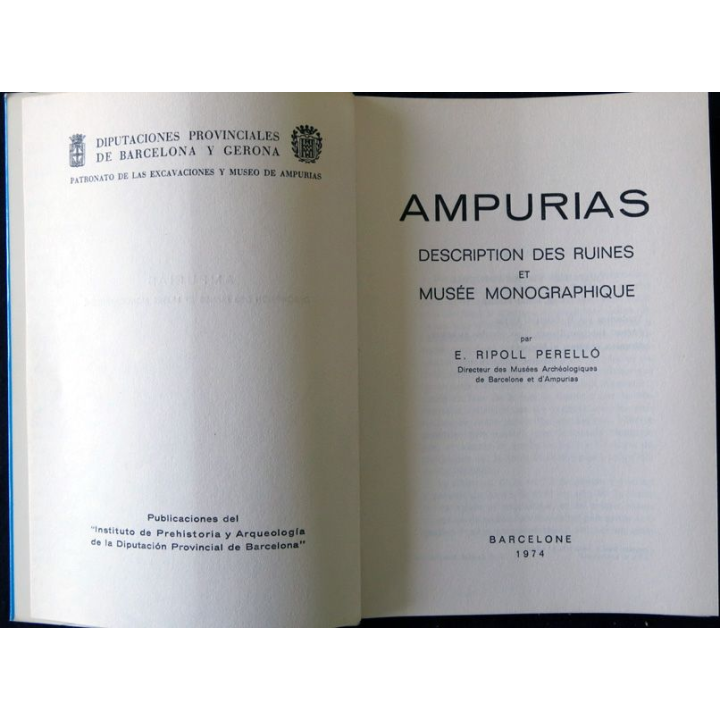 DIPUTACIONES PROVINCIALES
DE BARCELONA Y GERONA
PATRONATO DE LAS EXCAVACIONES Y MUSEO DE AMPURIAS
Publicaciones del
"Instituto de Prehistoria y Arqueología
de la Diputación Provincial de Barcelona"
AMPURIAS
DESCRIPTION DES RUINES
ET
MUSÉE MONOGRAPHIQUE
par
E. RIPOLL PERELLÓ
Directeur des Musées Archéologiques
de Barcelone et d'Ampurias
BARCELONE
1974